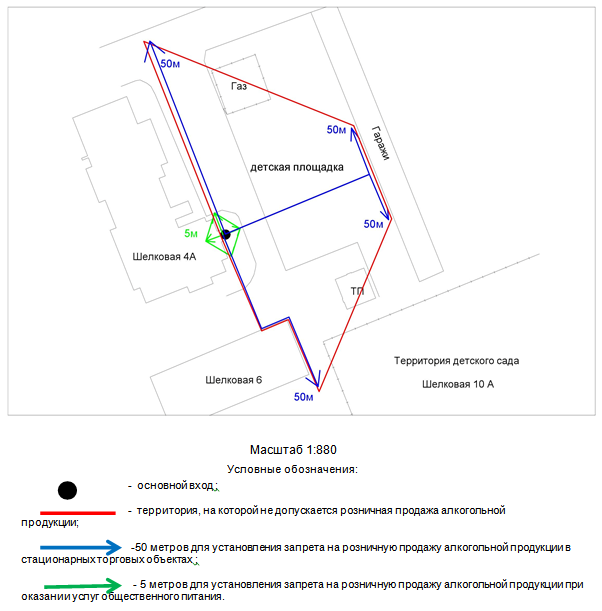 50м
Газ
50м
Гаражи
детская площадка
50м
5м
Шелковая 4А
ТП
Территория детского сада
Шелковая 6
Шелковая 10 А
50м
Масштаб 1:880
Условные обозначения:
- основной вход;
- территория, на которой не допускается розничная продажа алкогольной
продукции;
-50 метров для установления запрета на розничную продажу алкогольной продукции в
стационарных торговых объектах ;
- 5 метров для установления запрета на розничную продажу алкогольной продукции при
оказании услуг общественного питания.